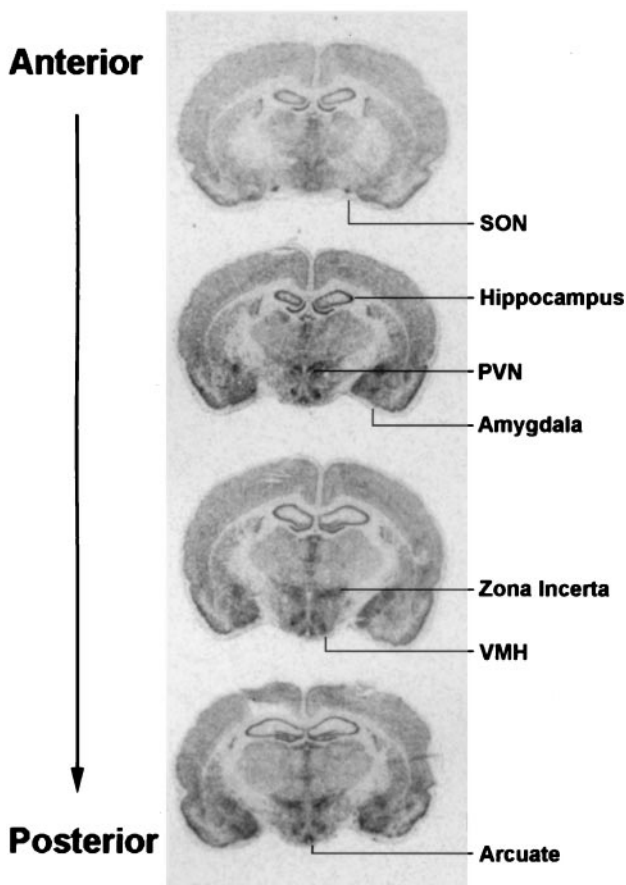 Anterior
SON
Hippocampus
PVN
Amygdala
Zona Incerta
VMH
Posterior
Arcuate